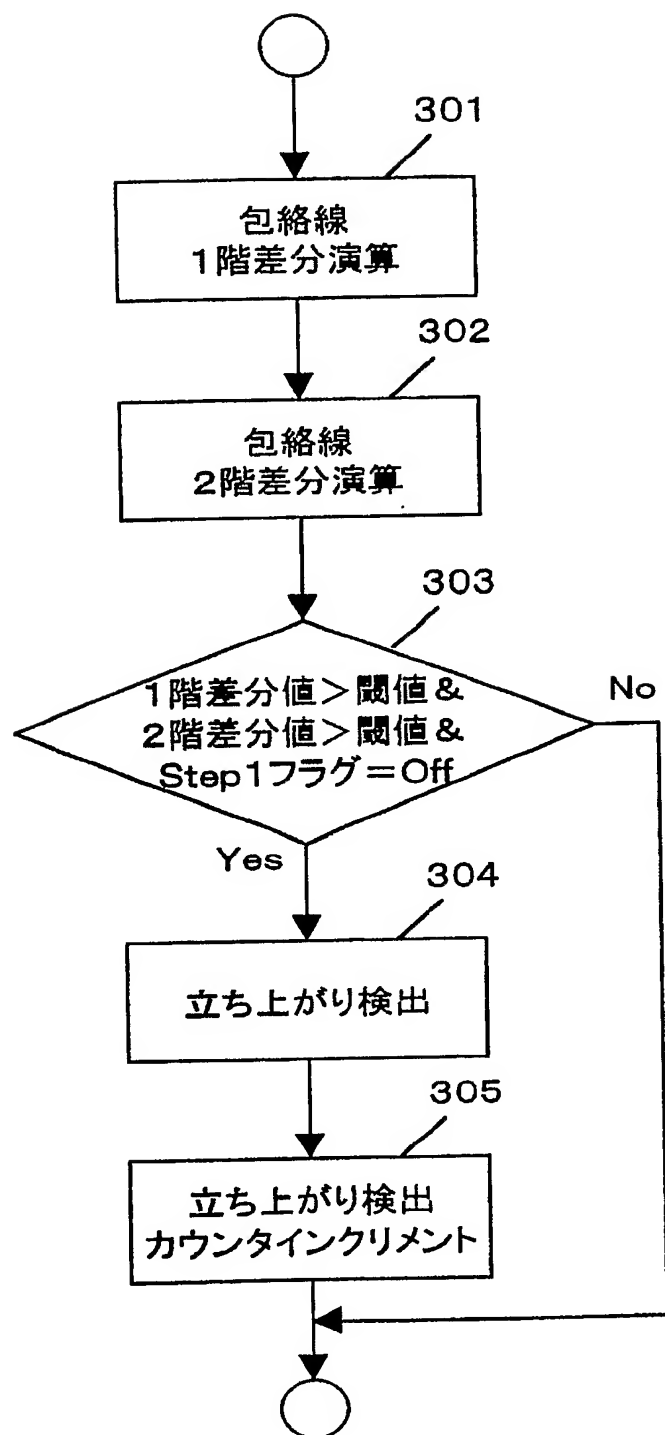 301
包絡線
1階差分演算
302
包絡線
2階差分演算
303
1階差分値>閾値&
2階差分値>閾値&
Step1フラグ=Off
No
Yes
304
立ち上がり検出
305
立ち上がり検出
カウンタインクリメント